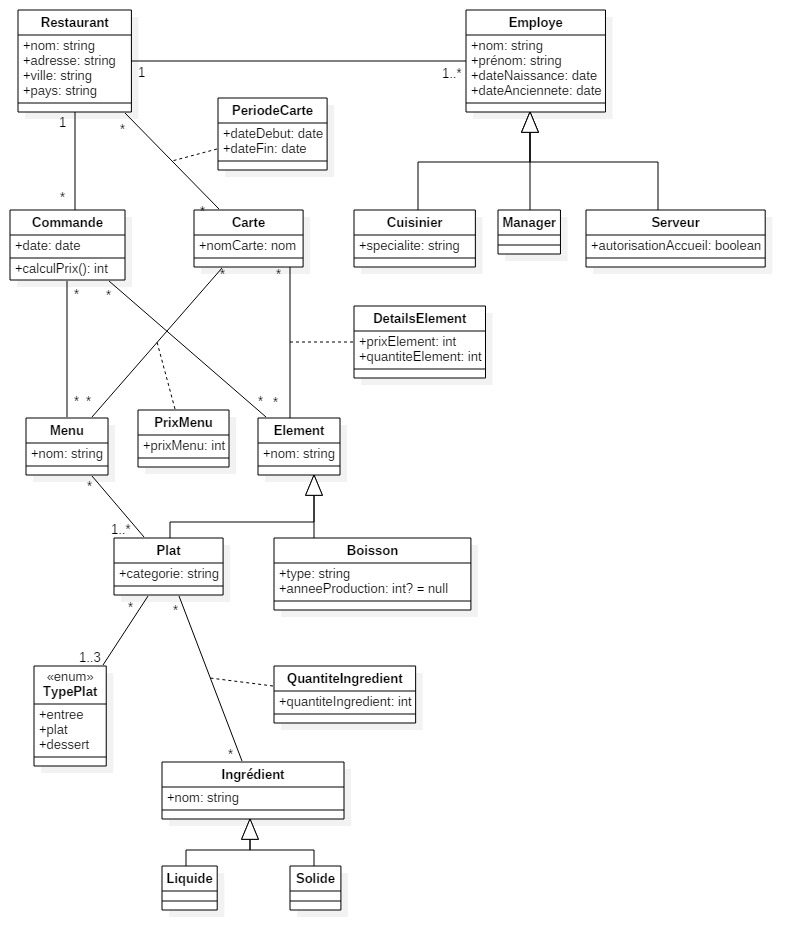 Restaurant
+nom: string
+adresse: string
+ville: string
+pays: string
Employe
+nom: string
+prénom: string
+dateNaissance: date
+dateAnciennete: date
1
1..*
PeriodeCarte
+dateDebut: date
+dateFin: date
1
*
*
*
Commande
+date: date
+calculPrix(): int
Carte
+nomCarte: nom
Cuisinier
+specialite: string
Manager
Serveur
+autorisationAccueil: boolean
*
*
*
*
DetailsElement
+prixElement: int
+quantiteElement: int
*
*
*
*
Menu
+nom: string
PrixMenu
+prixMenu: int
Element
+nom: string
*
1..*
Plat
+categorie: string
Boisson
+type: string
+anneeProduction: int? = null
*
*
1..3
«enum»
TypePlat
+entree
+plat
+dessert
QuantiteIngredient
+quantiteIngredient: int
*
Ingrédient
+nom: string
Liquide
Solide